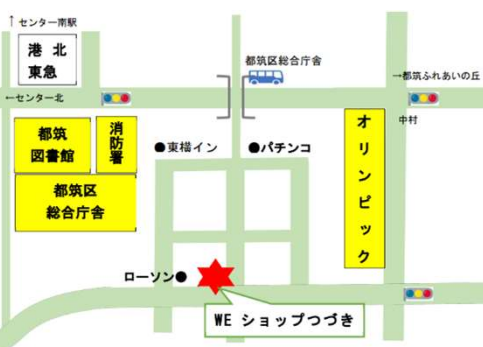 ↑センター南駅
港北
東急
都筑区総合庁舎
→都筑ふれあいの丘
←センター北
中村
都筑
図書館
消防署
●東横イン
●パチンコ
オリンピック
都筑区
総合庁舎
ローソン●
WE ショップつづき